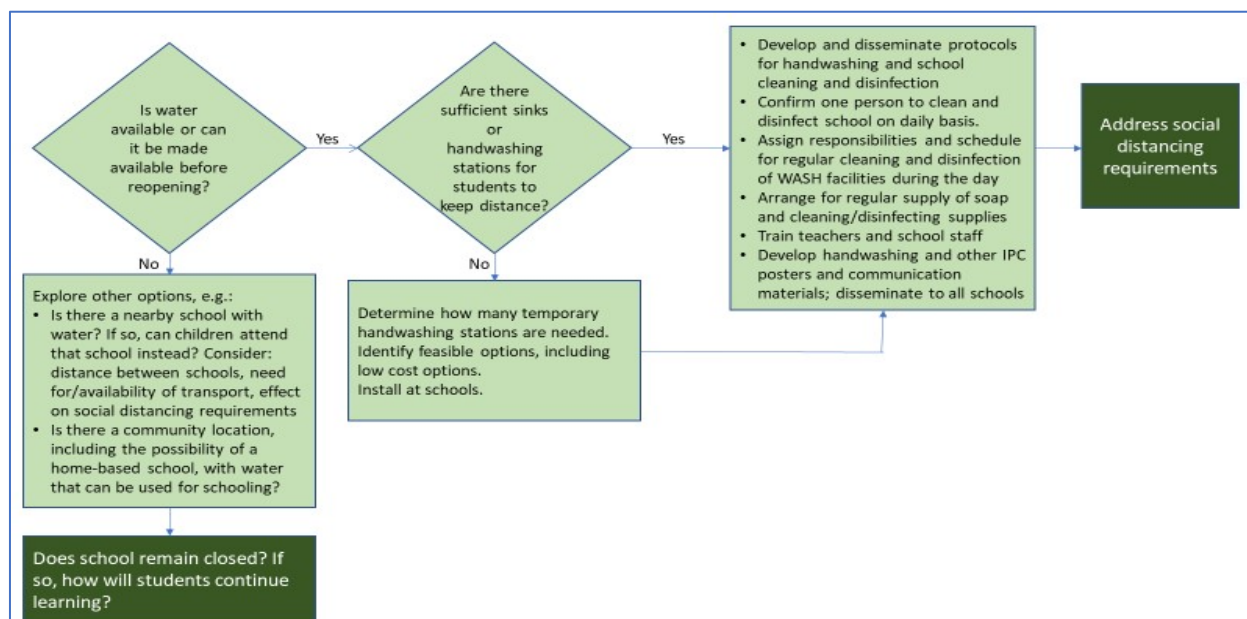 Is water
available or can
it be made
available before
reopening?
Yes
Are there
sufficient sinks
or
handwashing
stations for
students to
keep distance?
Yes
• Develop and disseminate protocols
for handwashing and school
cleaning and disinfection
• Confirm one person to clean and
disinfect school on daily basis.
• Assign responsibilities and schedule
for regular cleaning and disinfection
of WASH facilities during the day
• Arrange for regular supply of soap
and cleaning/disinfecting supplies
• Train teachers and school staff
• Develop handwashing and other IPC
posters and communication
materials; disseminate to all schools
Address social
distancing
requirements
No
Explore other options, e.g.:
• Is there a nearby school with
water? If so, can children attend
that school instead? Consider:
distance between schools, need
for/availability of transport, effect
on social distancing requirements
• Is there a community location,
including the possibility of a
home-based school, with water
that can be used for schooling?
No
Determine how many temporary
handwashing stations are needed.
Identify feasible options, including
low cost options.
Install at schools.
Does school remain closed? If
so, how will students continue
learning?